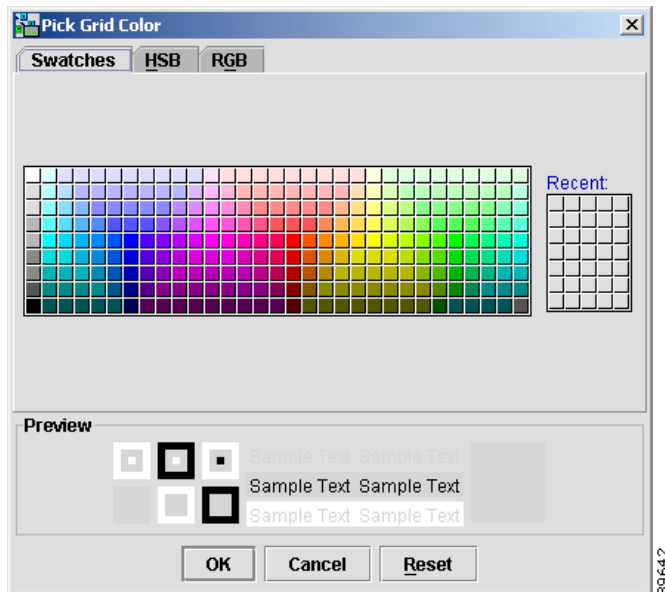 Pick Grid Color
Swatches HSB RGB
Recent:
Preview
Sample Text Sample Text
Sample Text Sample Text
Sample Text Sample Text
OK Cancel Reset
89642